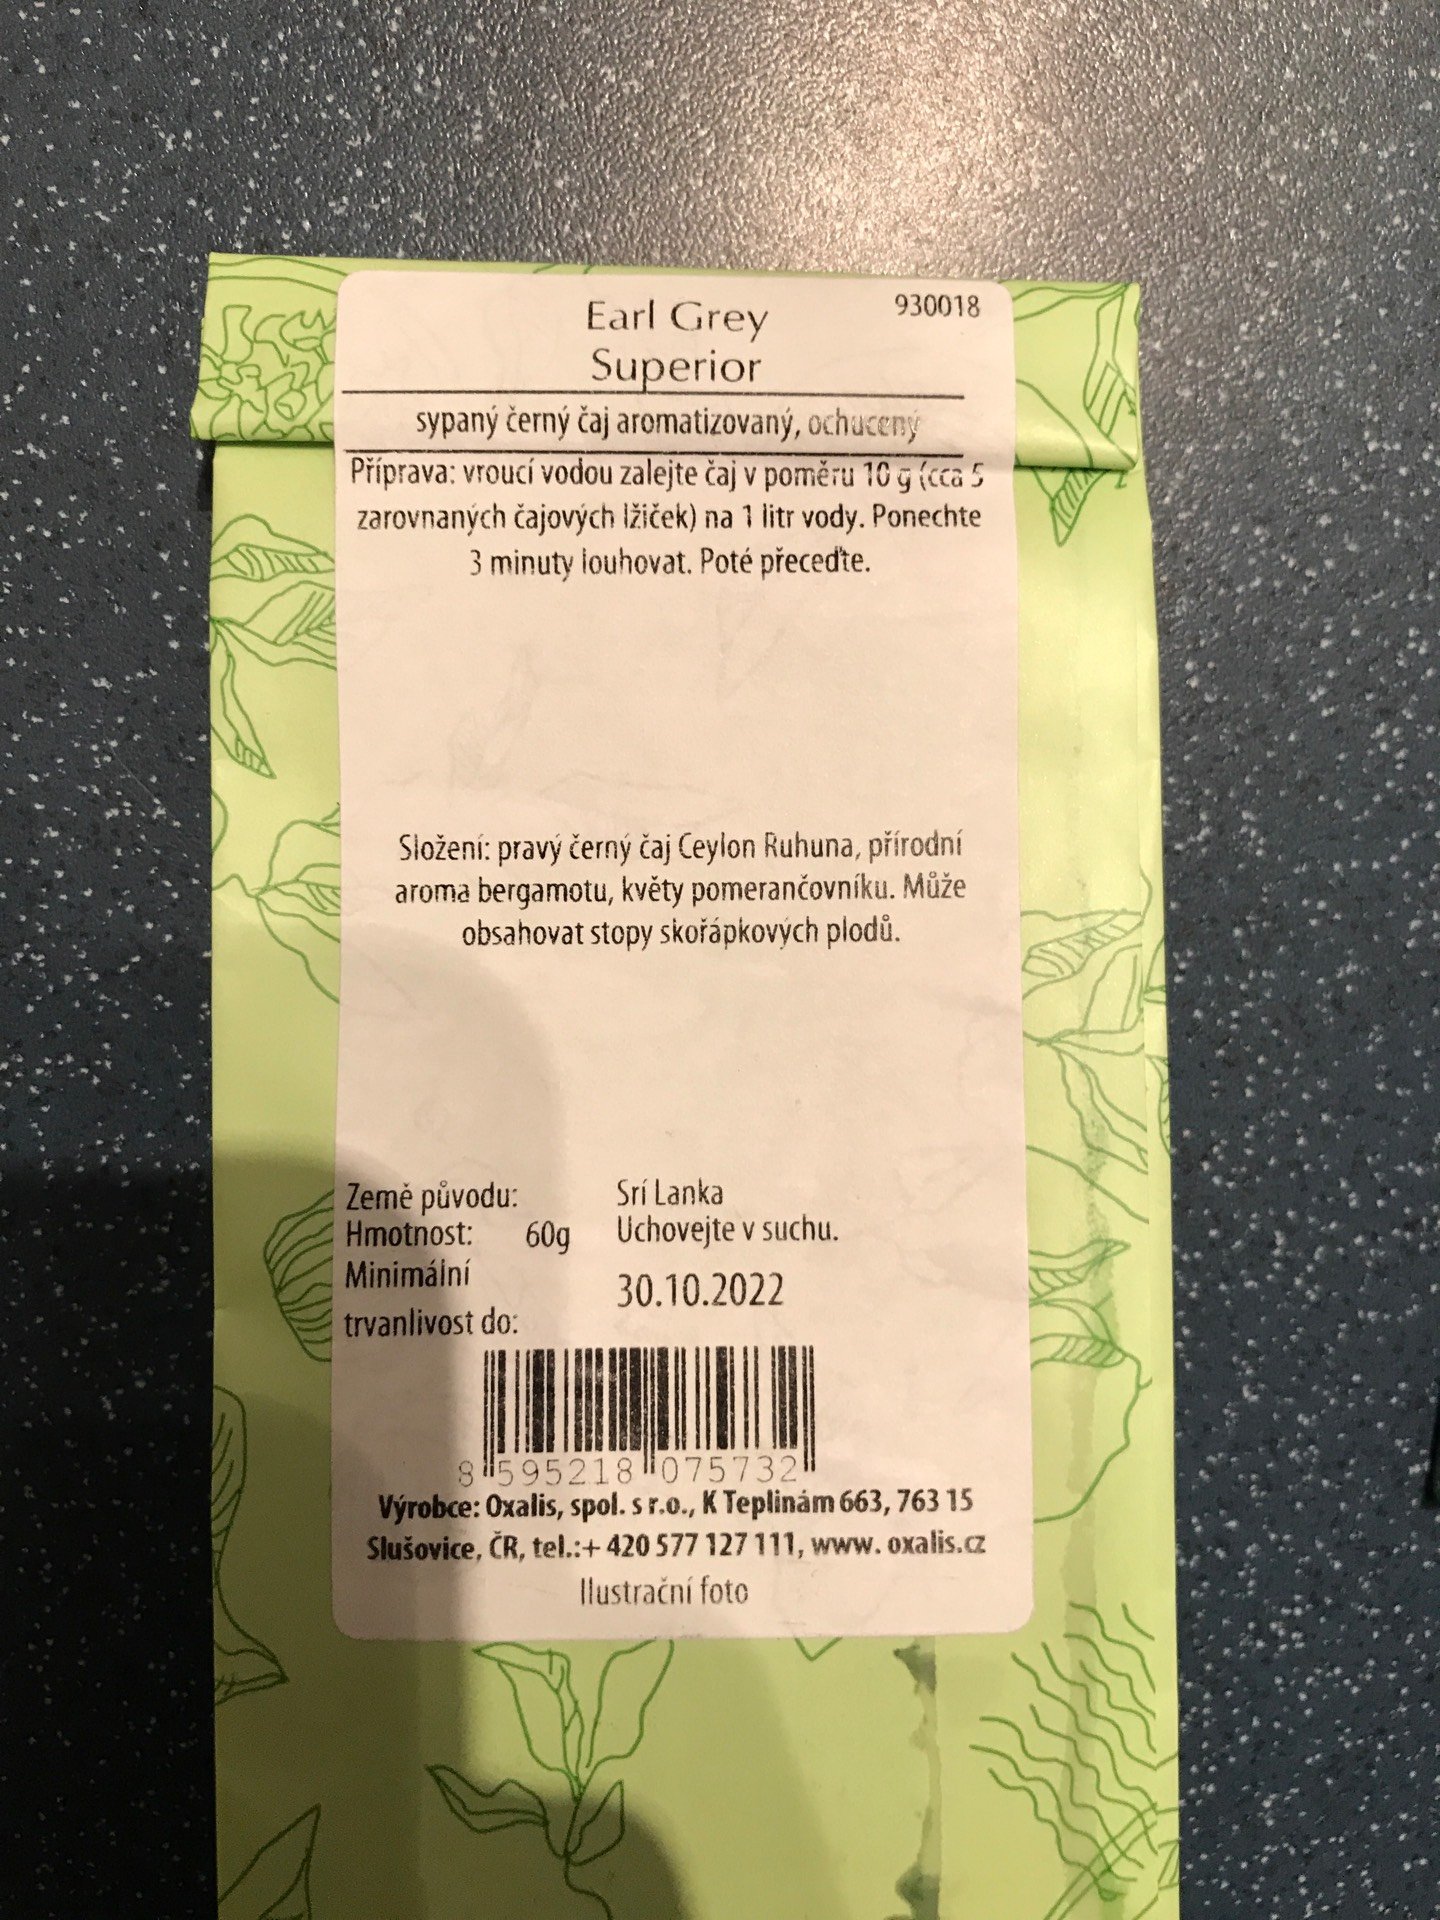 Earl Grey
930018
Superior
sypaný černý čaj aromatizovaný, ochucený
Příprava: vroucí vodou zalejte čaj v poměru 10 g (cca 5
zarovnaných čajových lžiček) na 1 litr vody. Ponechte
3 minuty louhovat. Poté přeceďte.
Složení: pravý černý čaj Ceylon Ruhuna, přírodní
aroma bergamotu, květy pomerančovníku. Může
obsahovat stopy skořápkových plodů.
Země původu: Srí Lanka
Hmotnost: 60g Uchovejte v suchu.
Minimální
trvanlivost do: 30.10.2022
8 595218 075732
Výrobce: Oxalis, spol. s r.o., K Teplinám 663, 763 15
Slušovice, ČR, tel.:+ 420 577 127 111, www. oxalis.cz
Ilustrační foto